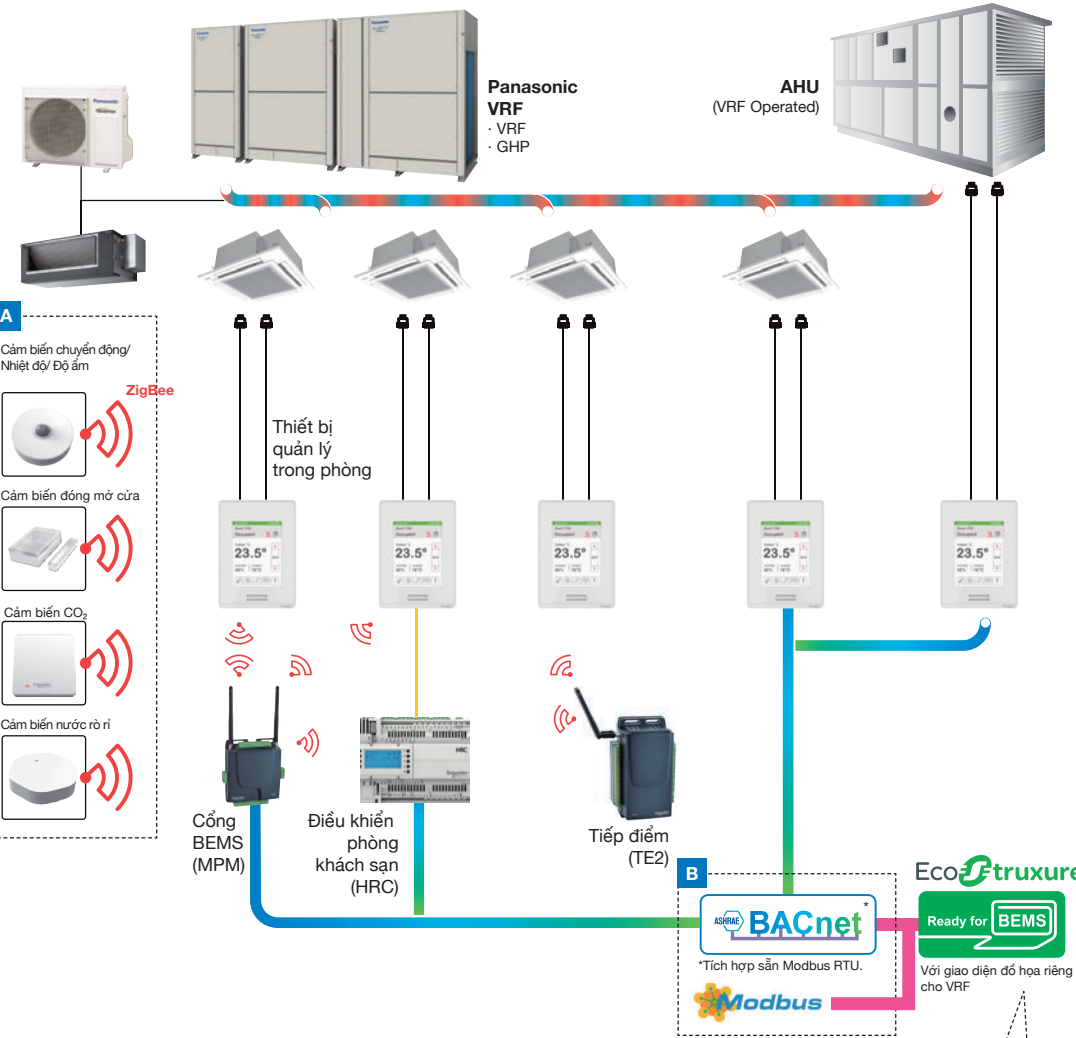 Panasonic
VRF
· VRF
· GHP
AHU
(VRF Operated)
Panasonic
A
Cảm biến chuyển động/
Nhiệt độ/ Độ ẩm
ZigBee
Cảm biến đóng mở cửa
Cảm biến CO₂
Cảm biến nước rò rỉ
Thiết bị
quản lý
trong phòng
23.5°
23.5°
23.5°
23.5°
23.5°
HRC
Cổng
BEMS
(MPM)
Điều khiển
phòng
khách sạn
(HRC)
Tiếp điểm
(TE2)
B
ASHRAE BACnet*
*Tích hợp sẵn Modbus RTU.
Modbus
EcoStruxure
Ready for BEMS
Với giao diện đồ họa riêng
cho VRF